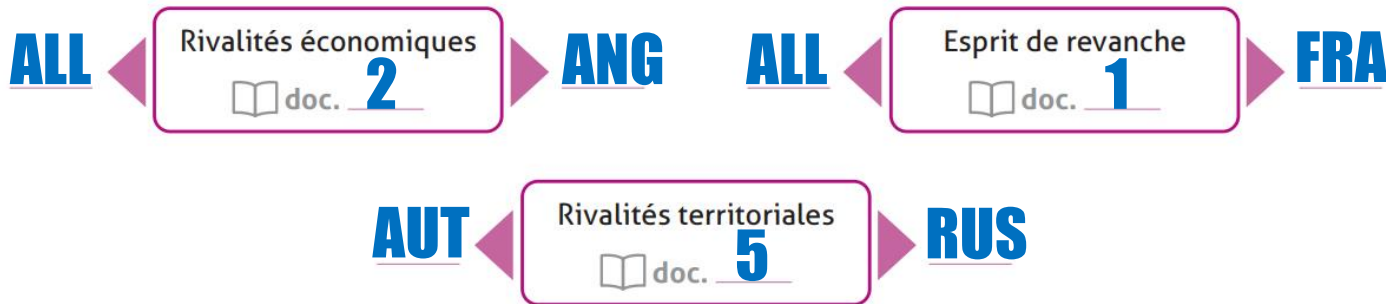 ALL Rivalités économiques doc. 2 ANG
ALL Esprit de revanche doc. 1 FRA
AUT Rivalités territoriales doc. 5 RUS